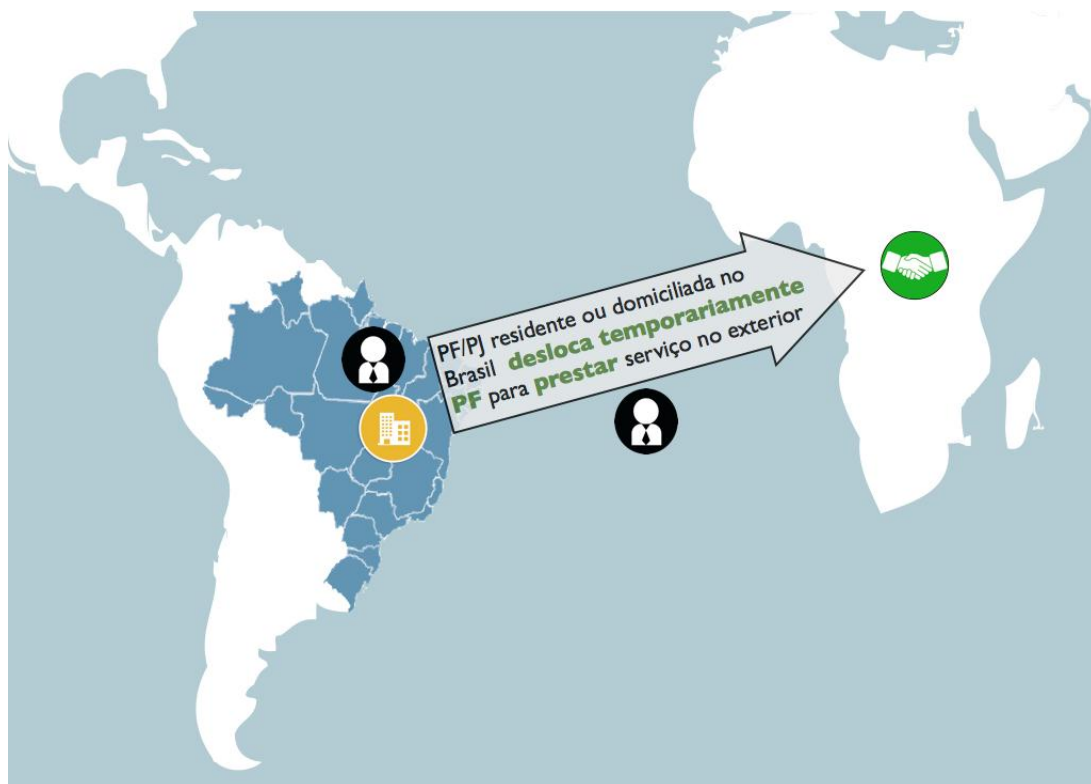 PF/PJ residente ou domiciliada no
Brasil desloca temporariamente
PF para prestar serviço no exterior